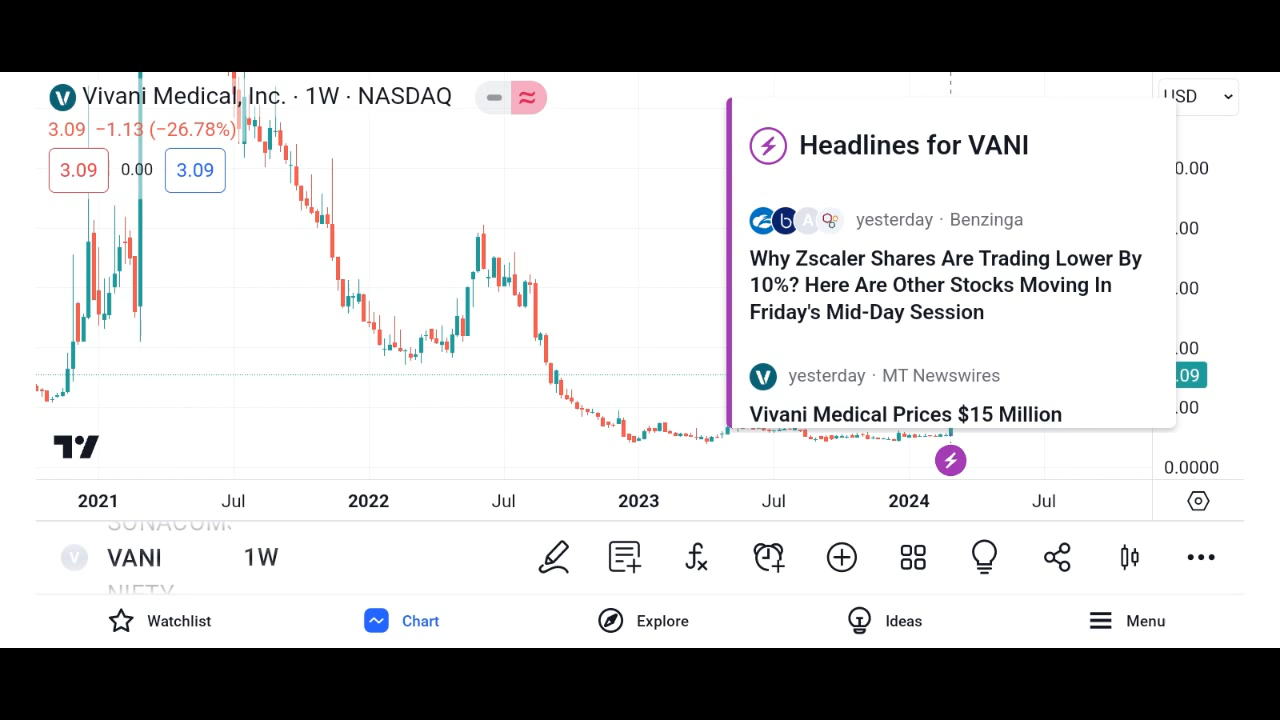 Vivani Medical, Inc. · 1W · NASDAQ
3.09 −1.13 (−26.78%)
3.09 0.00 3.09
USD
Headlines for VANI
yesterday · Benzinga
Why Zscaler Shares Are Trading Lower By
10%? Here Are Other Stocks Moving In
Friday's Mid-Day Session
yesterday · MT Newswires
Vivani Medical Prices $15 Million
0.00
.00
.00
.00
.09
.00
0.0000
2021 Jul 2022 Jul 2023 Jul 2024 Jul
VANI 1W
NIFTY
Watchlist Chart Explore Ideas Menu